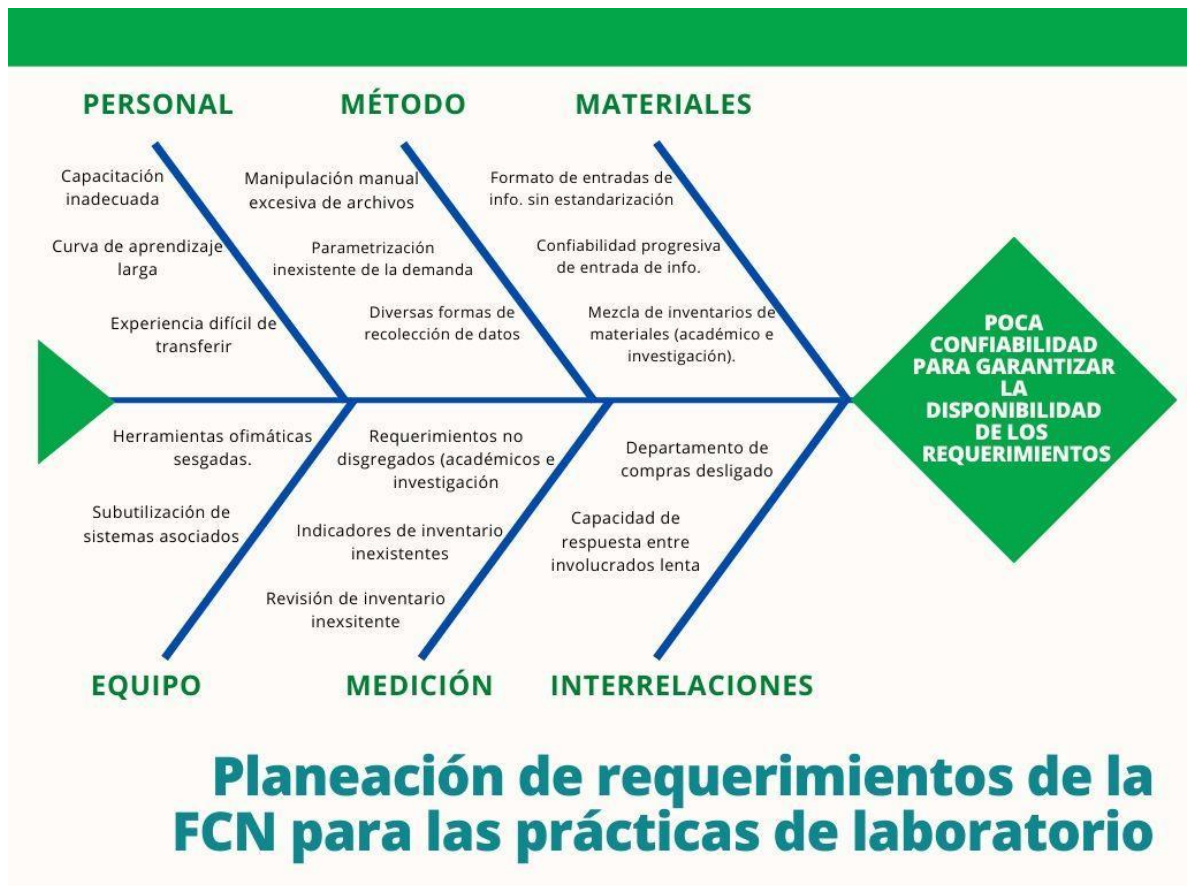 PERSONAL
MÉTODO
MATERIALES
Capacitación
inadecuada
Curva de aprendizaje
larga
Experiencia difícil de
transferir
Manipulación manual
excesiva de archivos
Parametrización
inexistente de la demanda
Diversas formas de
recolección de datos
Formato de entradas de
info. sin estandarización
Confiabilidad progresiva
de entrada de info.
Mezcla de inventarios de
materiales (académico e
investigación).
POCA
CONFIABILIDAD
PARA GARANTIZAR
LA
DISPONIBILIDAD
DE LOS
REQUERIMIENTOS
Herramientas ofimáticas
sesgadas.
Subutilización de
sistemas asociados
Requerimientos no
disgregados (académicos e
investigación
Indicadores de inventario
inexistentes
Revisión de inventario
inexsitente
Departamento de
compras desligado
Capacidad de
respuesta entre
involucrados lenta
EQUIPO
MEDICIÓN
INTERRELACIONES
Planeación de requerimientos de la
FCN para las prácticas de laboratorio